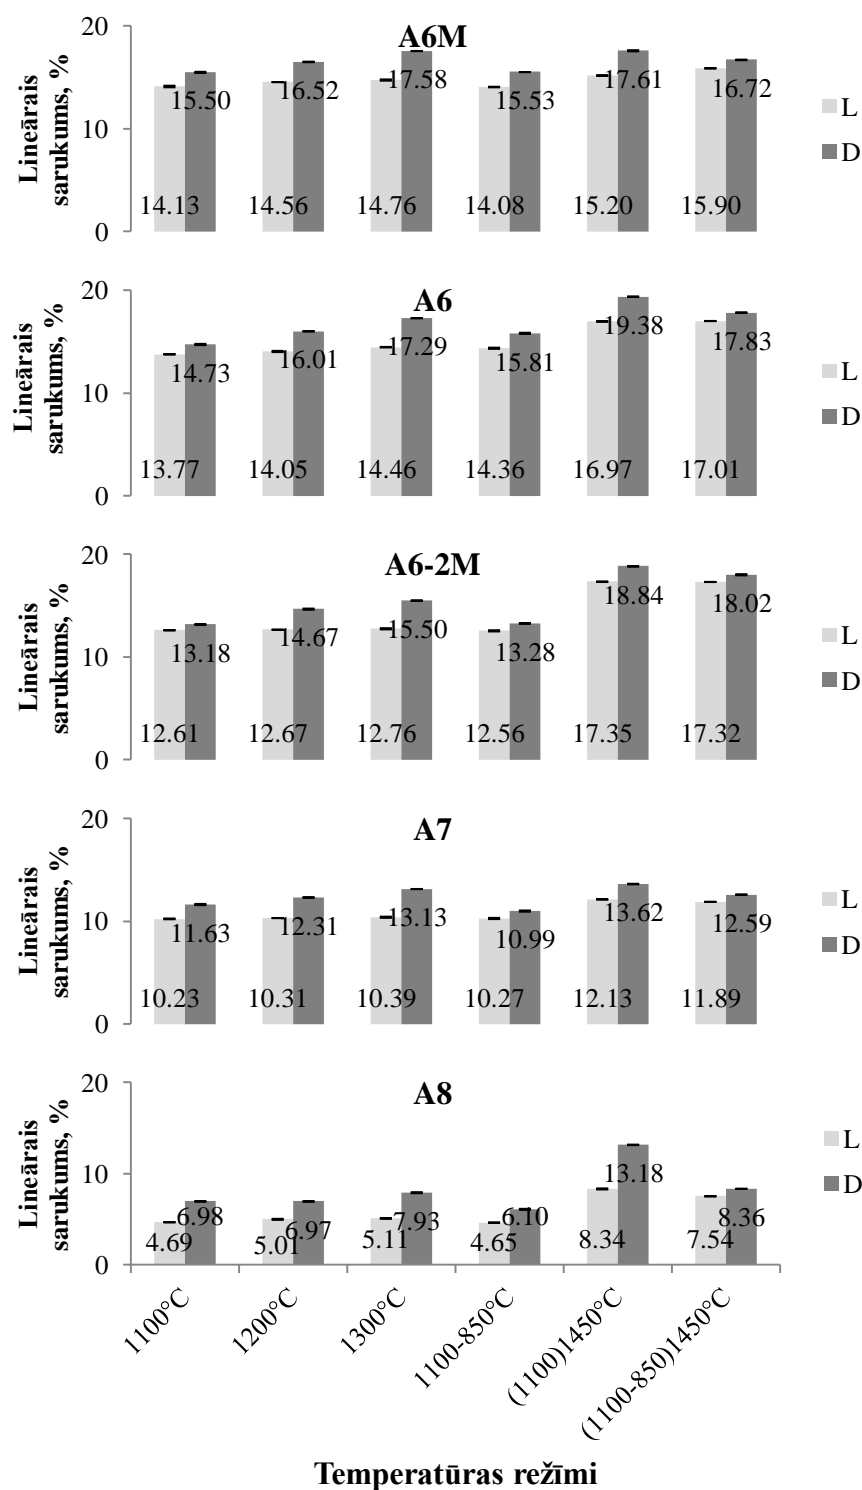 A6M
Lineārais
sarukums, %
20
10
0
15.50 16.52 17.58 15.53 17.61 16.72
14.13 14.56 14.76 14.08 15.20 15.90
L
D
A6
Lineārais
sarukums, %
20
10
0
14.73 16.01 17.29 15.81 19.38 17.83
13.77 14.05 14.46 14.36 16.97 17.01
L
D
A6-2M
Lineārais
sarukums, %
20
10
0
13.18 14.67 15.50 13.28 18.84 18.02
12.61 12.67 12.76 12.56 17.35 17.32
L
D
A7
Lineārais
sarukums, %
20
10
0
11.63 12.31 13.13 10.99 13.62 12.59
10.23 10.31 10.39 10.27 12.13 11.89
L
D
A8
Lineārais
sarukums, %
20
10
0
6.98 6.97 7.93 6.10 13.18 8.36
4.69 5.01 5.11 4.65 8.34 7.54
L
D
1100°C
1200°C
1300°C
1100-850°C
(1100)1450°C
(1100-850)1450°C
Temperatūras režīmi